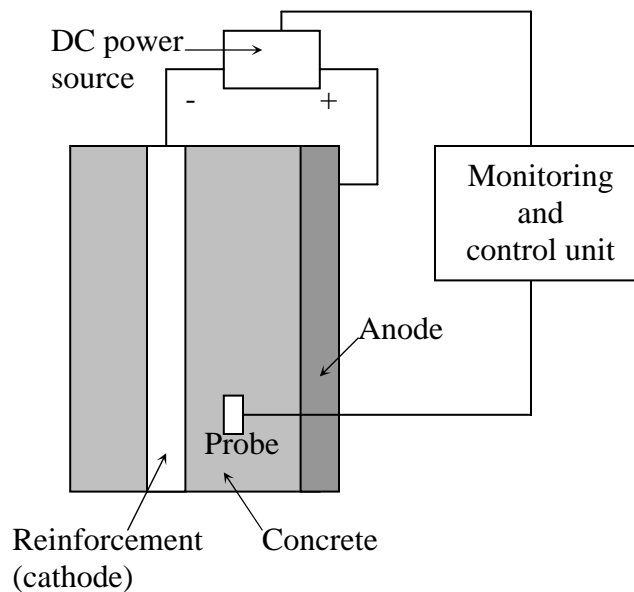 DC power
source
-
+
Monitoring
and
control unit
Anode
Probe
Reinforcement
(cathode)
Concrete